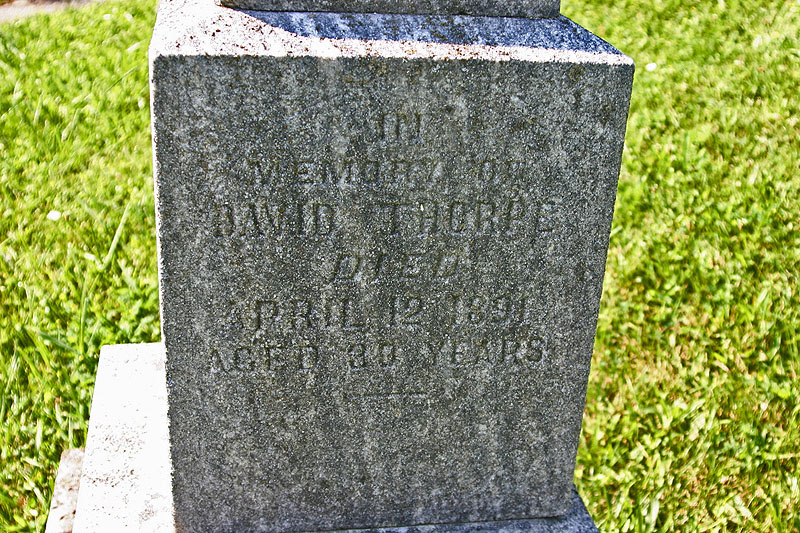 IN
MEMORY OF
DAVID THORPE
DIED
APRIL 12 1891
AGED 30 YEARS